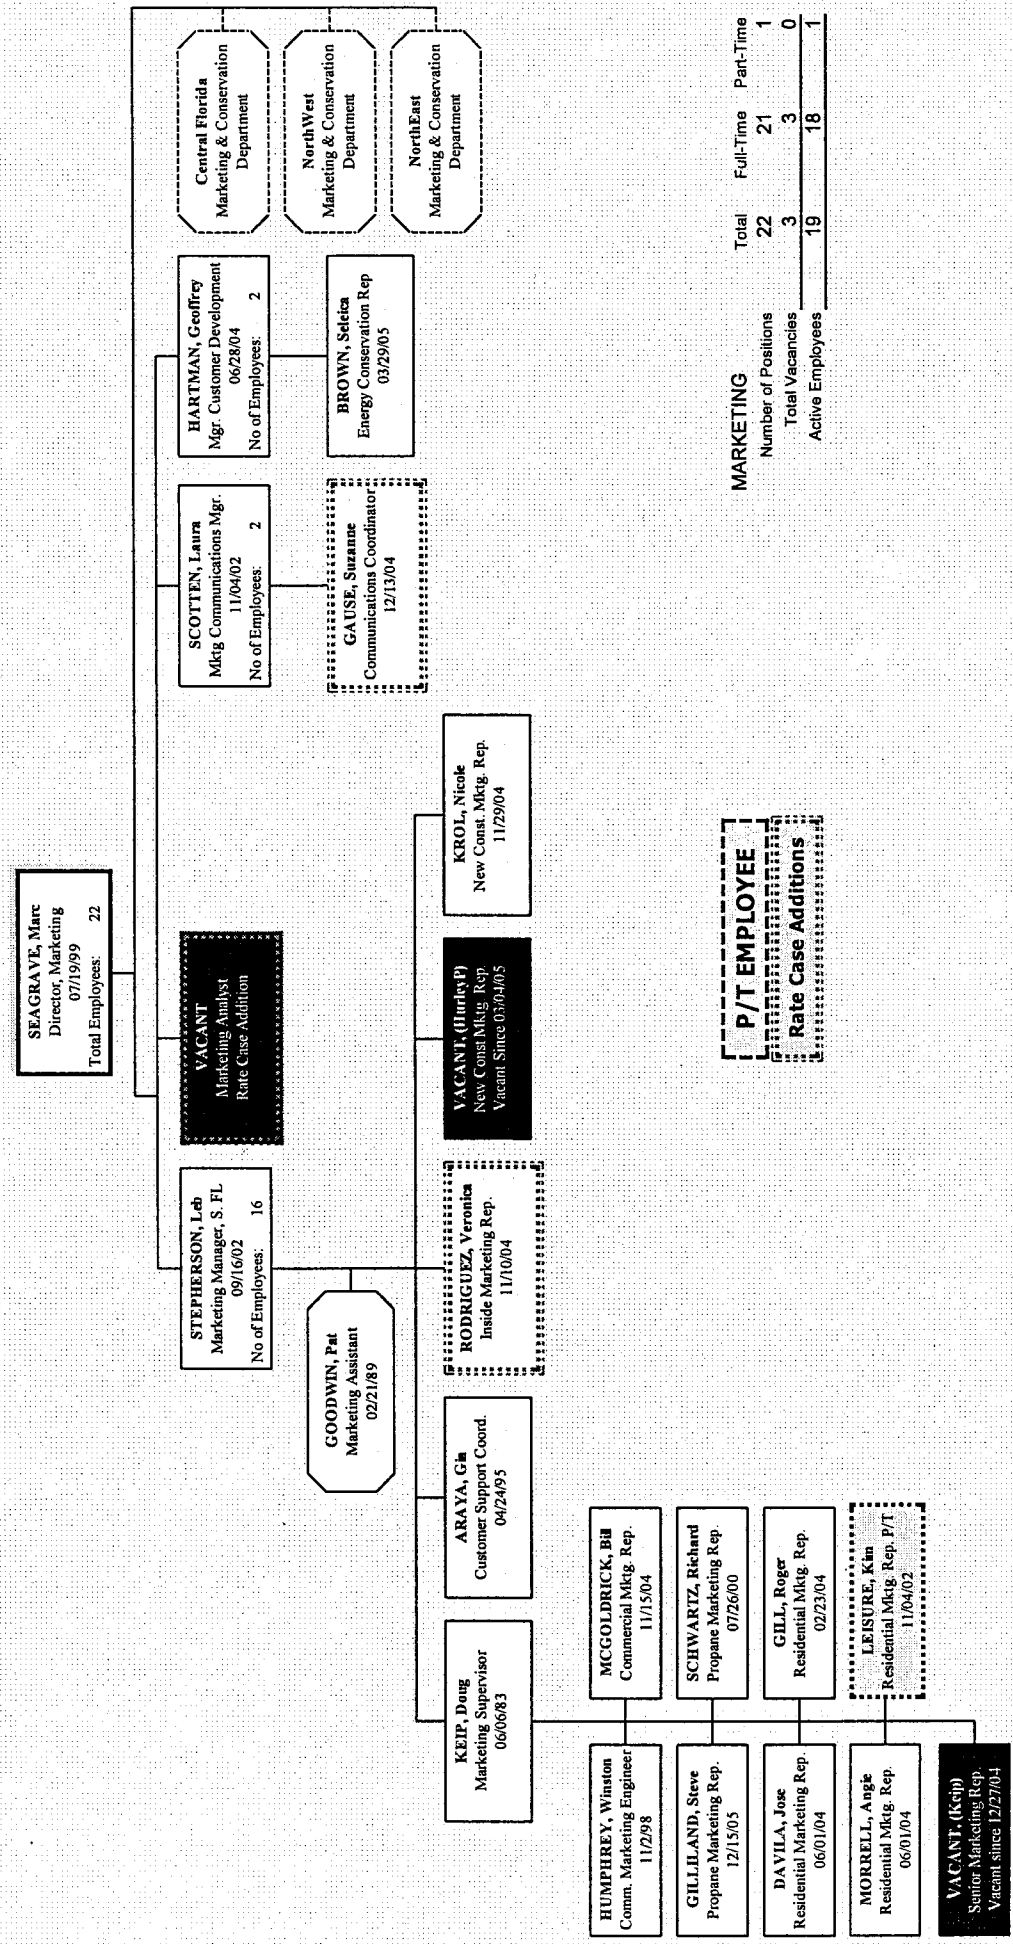 SEAGRAVE, Marc
Director, Marketing
07/19/99
Total Employees: 22
STEPHERSON, Leb
Marketing Manager, S. FL
09/16/02
No of Employees: 16
VACANT
Marketing Analyst
Rate Case Addition
SCOTTEN, Laura
Mktg Communications Mgr.
11/04/02
No of Employees: 2
HARTMAN, Geoffrey
Mgr. Customer Development
06/28/04
No of Employees: 2
Central Florida
Marketing & Conservation
Department
NorthWest
Marketing & Conservation
Department
NorthEast
Marketing & Conservation
Department
GOODWIN, Pat
Marketing Assistant
02/21/89
GAUSE, Suzanne
Communications Coordinator
12/13/04
BROWN, Seleica
Energy Conservation Rep
03/29/05
KEIP, Doug
Marketing Supervisor
06/06/83
ARAYA, Gia
Customer Support Coord.
04/24/95
RODRIGUEZ, Veronica
Inside Marketing Rep.
11/10/04
VACANT, (HurleyP)
New Const Mktg. Rep.
Vacant Since 03/04/05
KROL, Nicole
New Const. Mktg. Rep.
11/29/04
HUMPHREY, Winston
Comm. Marketing Engineer
11/2/98
MCGOLDRICK, Bill
Commercial Mktg. Rep.
11/15/04
GILLILAND, Steve
Propane Marketing Rep.
12/15/05
SCHWARTZ, Richard
Propane Marketing Rep.
07/26/00
DAVILA, Jose
Residential Marketing Rep.
06/01/04
GILL, Roger
Residential Mktg. Rep.
02/23/04
MORRELL, Angie
Residential Mktg. Rep.
06/01/04
LEISURE, Kim
Residential Mktg. Rep. P/T
11/04/02
VACANT, (Keip)
Senior Marketing Rep.
Vacant since 12/27/04
P/T EMPLOYEE
Rate Case Additions
MARKETING Total Full-Time Part-Time
Number of Positions 22 21 1
Total Vacancies 3 3 0
Active Employees 19 18 1